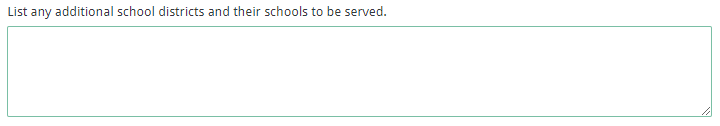 List any additional school districts and their schools to be served.